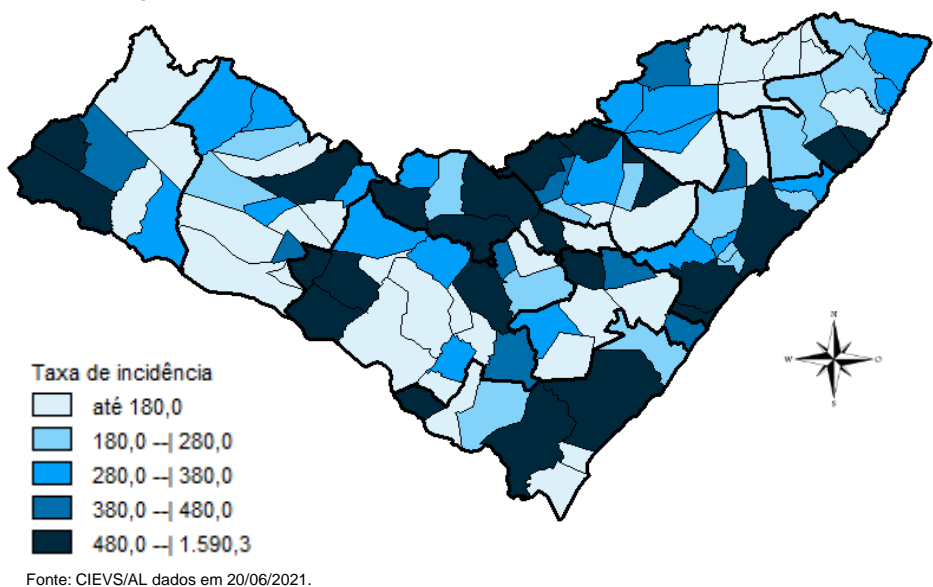 N
W
O
S
Taxa de incidência
até 180,0
180,0 --| 280,0
280,0 --| 380,0
380,0 --| 480,0
480,0 --| 1.590,3
Fonte: CIEVS/AL dados em 20/06/2021.